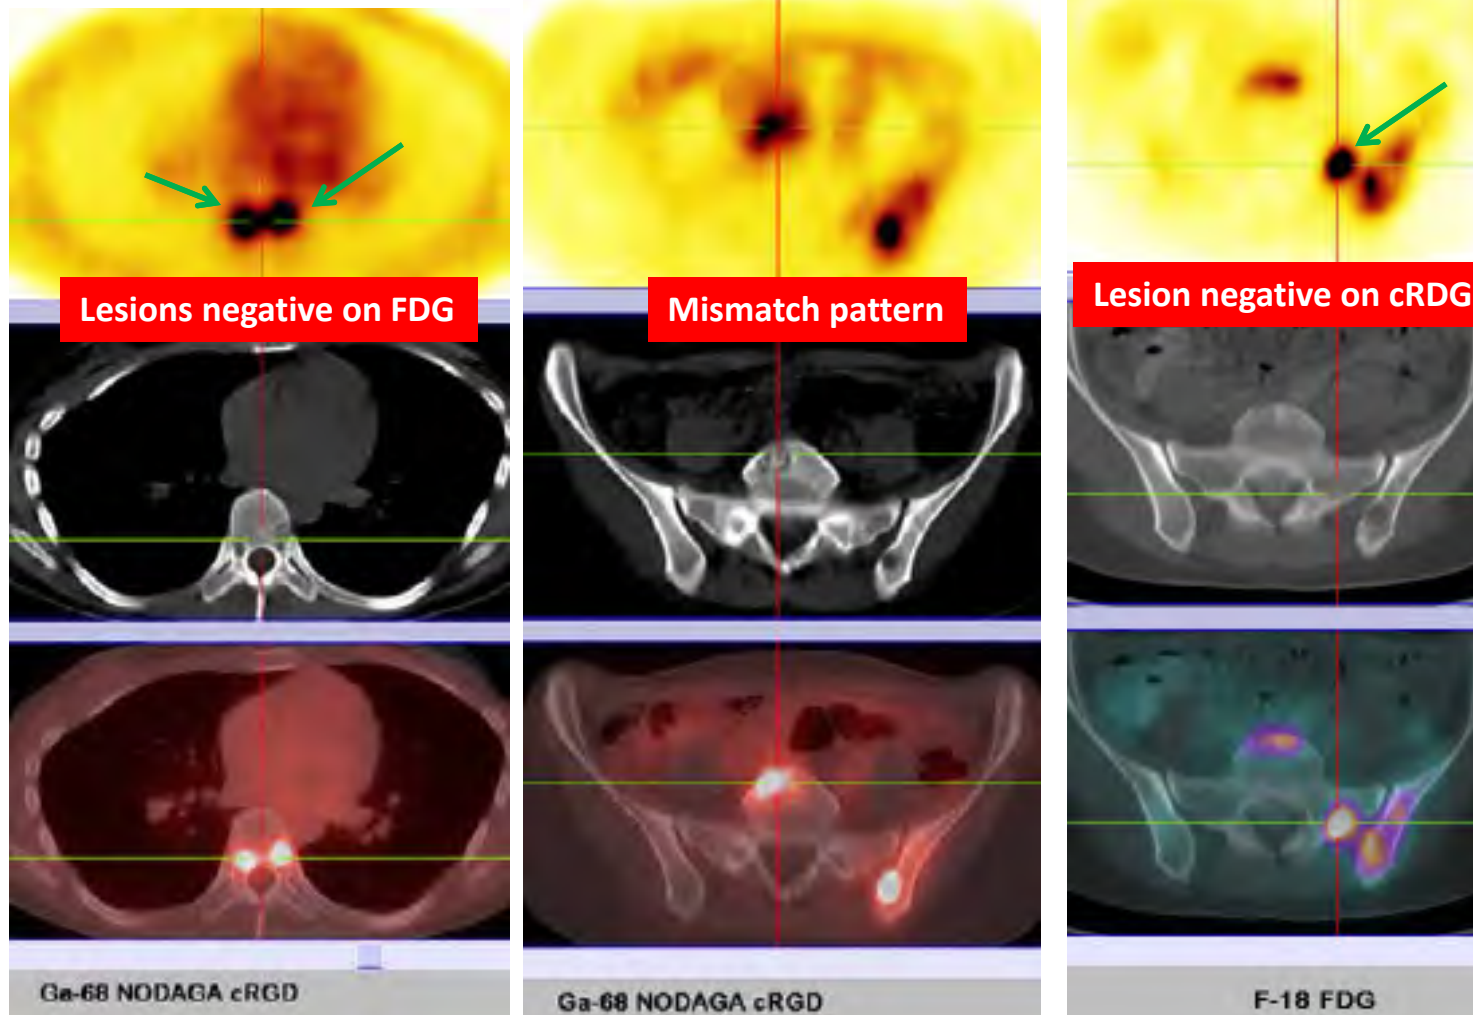 Lesions negative on FDG
Mismatch pattern
Lesion negative on cRDG
Ga-68 NODAGA cRGD
Ga-68 NODAGA cRGD
F-18 FDG